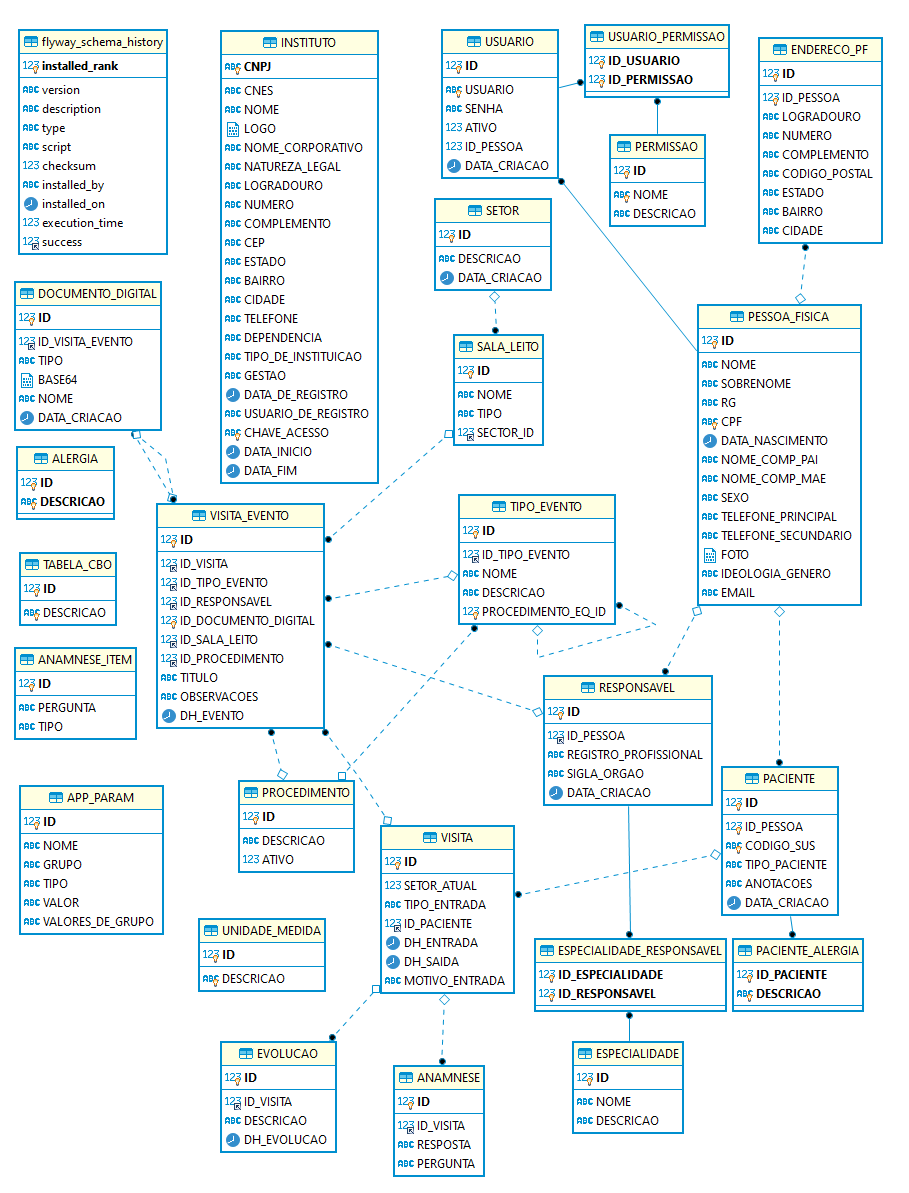 flyway_schema_history
123 installed_rank
ABC version
ABC description
ABC type
ABC script
123 checksum
ABC installed_by
installed_on
123 execution_time
123 success
INSTITUTO
ABC CNPJ
ABC CNES
ABC NOME
LOGO
ABC NOME_CORPORATIVO
ABC NATUREZA_LEGAL
ABC LOGRADOURO
ABC NUMERO
ABC COMPLEMENTO
ABC CEP
ABC ESTADO
ABC BAIRRO
ABC CIDADE
ABC TELEFONE
ABC DEPENDENCIA
ABC TIPO_DE_INSTITUICAO
ABC GESTAO
DATA_DE_REGISTRO
ABC USUARIO_DE_REGISTRO
ABC CHAVE_ACESSO
DATA_INICIO
DATA_FIM
USUARIO
123 ID
ABC USUARIO
ABC SENHA
123 ATIVO
123 ID_PESSOA
DATA_CRIACAO
USUARIO_PERMISSAO
123 ID_USUARIO
123 ID_PERMISSAO
PERMISSAO
123 ID
ABC NOME
ABC DESCRICAO
ENDERECO_PF
123 ID
123 ID_PESSOA
ABC LOGRADOURO
ABC NUMERO
ABC COMPLEMENTO
ABC CODIGO_POSTAL
ABC ESTADO
ABC BAIRRO
ABC CIDADE
SETOR
123 ID
ABC DESCRICAO
DATA_CRIACAO
DOCUMENTO_DIGITAL
123 ID
123 ID_VISITA_EVENTO
ABC TIPO
BASE64
ABC NOME
DATA_CRIACAO
SALA_LEITO
123 ID
ABC NOME
ABC TIPO
123 SECTOR_ID
PESSOA_FISICA
123 ID
ABC NOME
ABC SOBRENOME
ABC RG
ABC CPF
DATA_NASCIMENTO
ABC NOME_COMP_PAI
ABC NOME_COMP_MAE
ABC SEXO
ABC TELEFONE_PRINCIPAL
ABC TELEFONE_SECUNDARIO
FOTO
ABC IDEOLOGIA_GENERO
ABC EMAIL
ALERGIA
123 ID
ABC DESCRICAO
VISITA_EVENTO
123 ID
123 ID_VISITA
123 ID_TIPO_EVENTO
123 ID_RESPONSAVEL
123 ID_DOCUMENTO_DIGITAL
123 ID_SALA_LEITO
123 ID_PROCEDIMENTO
ABC TITULO
ABC OBSERVACOES
DH_EVENTO
TIPO_EVENTO
123 ID
123 ID_TIPO_EVENTO
ABC NOME
ABC DESCRICAO
123 PROCEDIMENTO_EQ_ID
TABELA_CBO
123 ID
ABC DESCRICAO
ANAMNESE_ITEM
123 ID
ABC PERGUNTA
ABC TIPO
RESPONSAVEL
123 ID
123 ID_PESSOA
ABC REGISTRO_PROFISSIONAL
ABC SIGLA_ORGAO
DATA_CRIACAO
APP_PARAM
123 ID
ABC NOME
ABC GRUPO
ABC TIPO
ABC VALOR
ABC VALORES_DE_GRUPO
PROCEDIMENTO
123 ID
ABC DESCRICAO
123 ATIVO
PACIENTE
123 ID
123 ID_PESSOA
ABC CODIGO_SUS
ABC TIPO_PACIENTE
ABC ANOTACOES
DATA_CRIACAO
VISITA
123 ID
123 SETOR_ATUAL
ABC TIPO_ENTRADA
123 ID_PACIENTE
DH_ENTRADA
DH_SAIDA
ABC MOTIVO_ENTRADA
UNIDADE_MEDIDA
123 ID
ABC DESCRICAO
ESPECIALIDADE_RESPONSAVEL
123 ID_ESPECIALIDADE
123 ID_RESPONSAVEL
PACIENTE_ALERGIA
123 ID_PACIENTE
ABC DESCRICAO
EVOLUCAO
123 ID
123 ID_VISITA
ABC DESCRICAO
DH_EVOLUCAO
ANAMNESE
123 ID
123 ID_VISITA
ABC RESPOSTA
ABC PERGUNTA
ESPECIALIDADE
123 ID
ABC NOME
ABC DESCRICAO